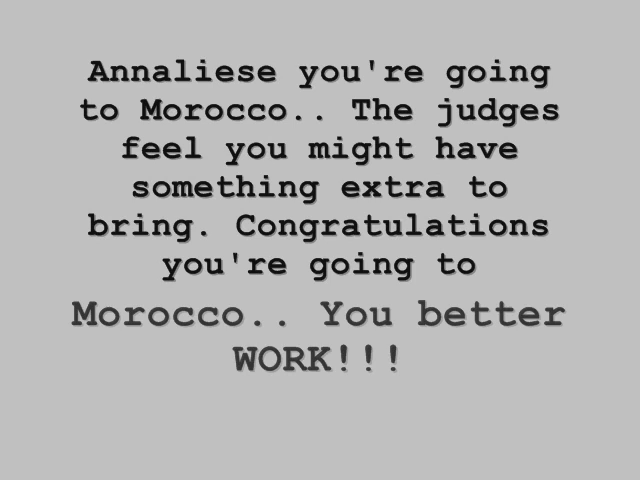 Annaliese you're going
to Morocco.. The judges
feel you might have
something extra to
bring. Congratulations
you're going to
Morocco.. You better
WORK!!!